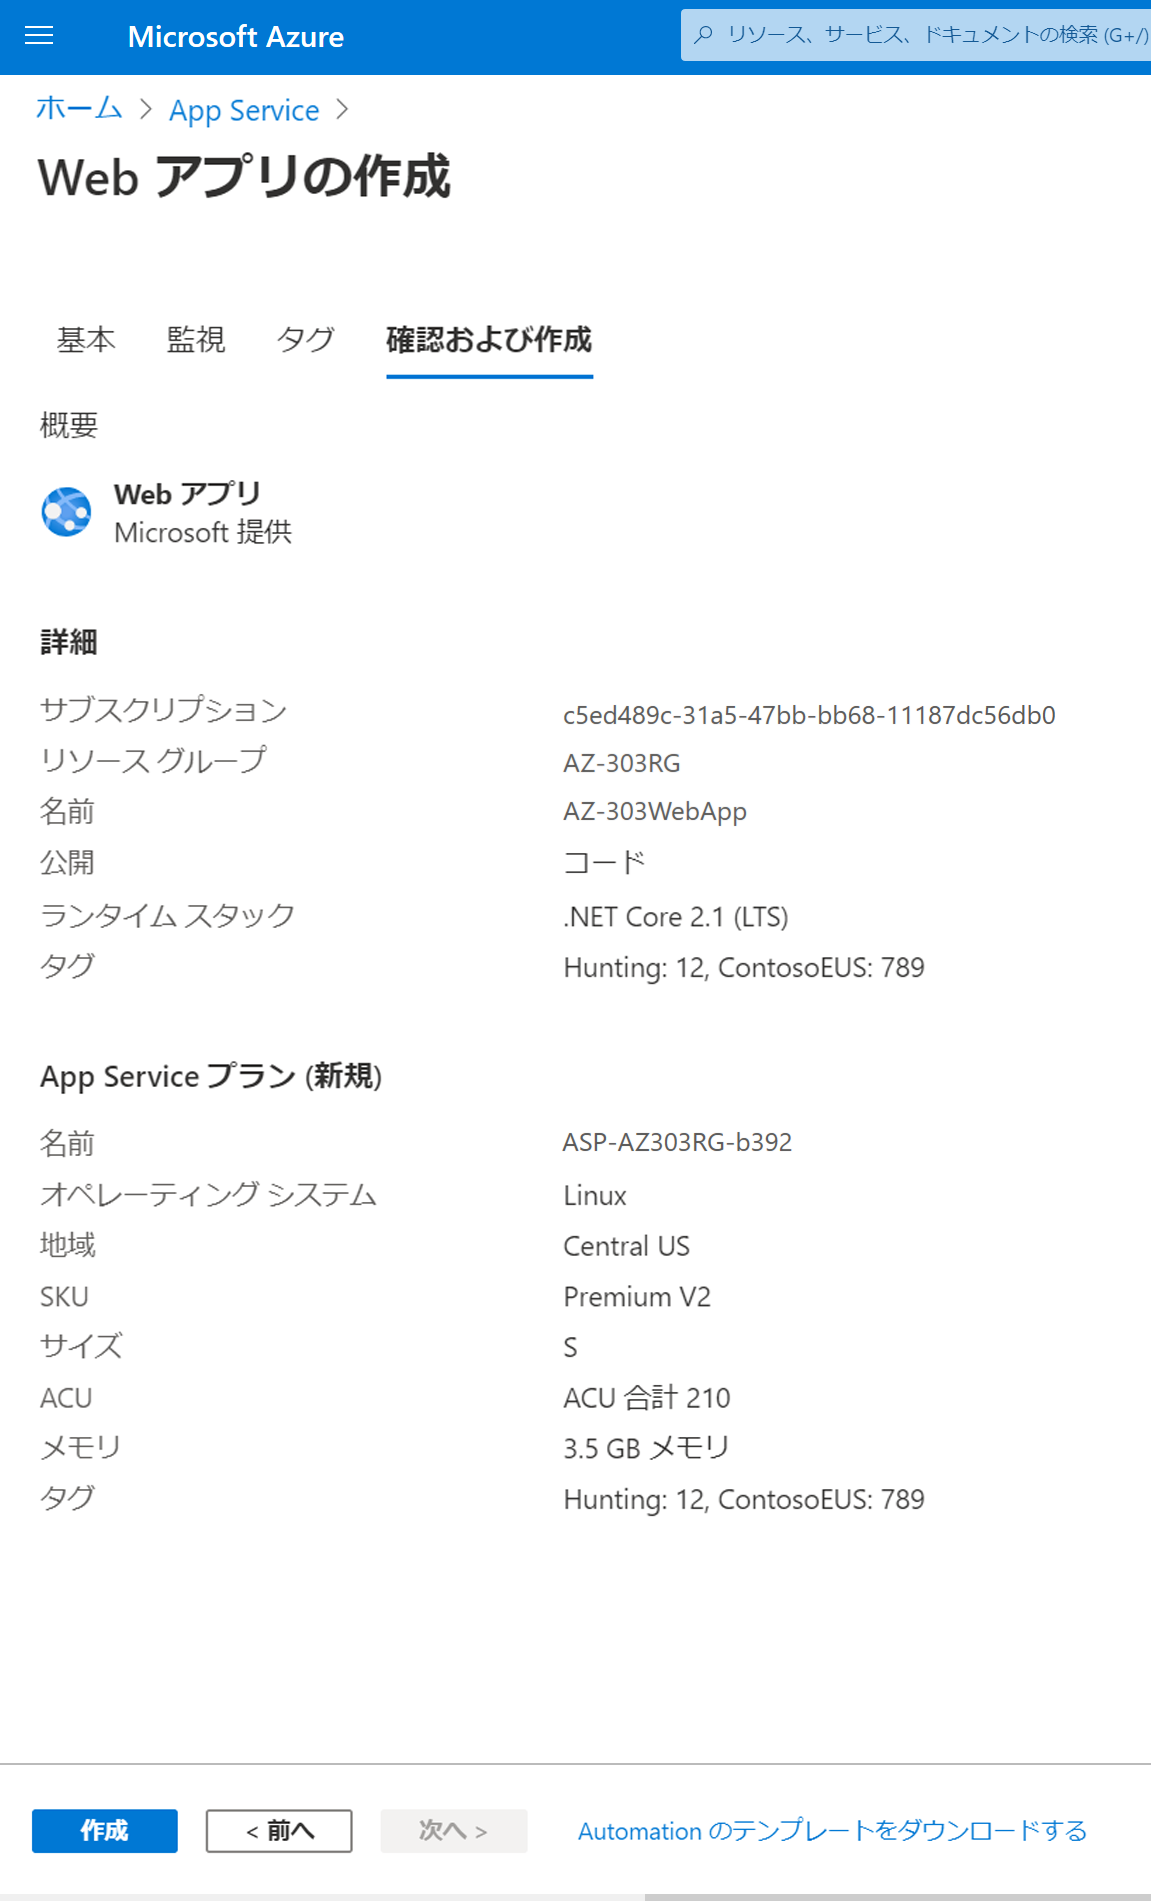 Microsoft Azure
リソース、サービス、ドキュメントの検索 (G+/)
ホーム > App Service >
Web アプリの作成
基本 監視 タグ 確認および作成
概要
Web アプリ
Microsoft 提供
詳細
サブスクリプション c5ed489c-31a5-47bb-bb68-11187dc56db0
リソース グループ AZ-303RG
名前 AZ-303WebApp
公開 コード
ランタイム スタック .NET Core 2.1 (LTS)
タグ Hunting: 12, ContosoEUS: 789
App Service プラン (新規)
名前 ASP-AZ303RG-b392
オペレーティング システム Linux
地域 Central US
SKU Premium V2
サイズ S
ACU ACU 合計 210
メモリ 3.5 GB メモリ
タグ Hunting: 12, ContosoEUS: 789
作成 < 前へ 次へ > Automation のテンプレートをダウンロードする